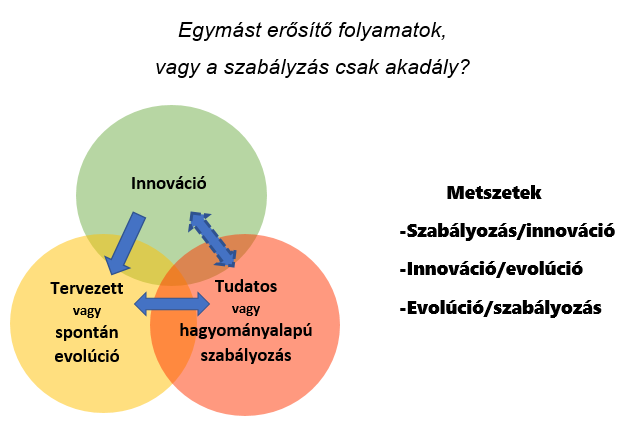 Egymást erősítő folyamatok,
vagy a szabályzás csak akadály?
Innováció
Tervezett
vagy
spontán
evolúció
Tudatos
vagy
hagyományalapú
szabályozás
Metszetek
-Szabályozás/innováció
-Innováció/evolúció
-Evolúció/szabályozás